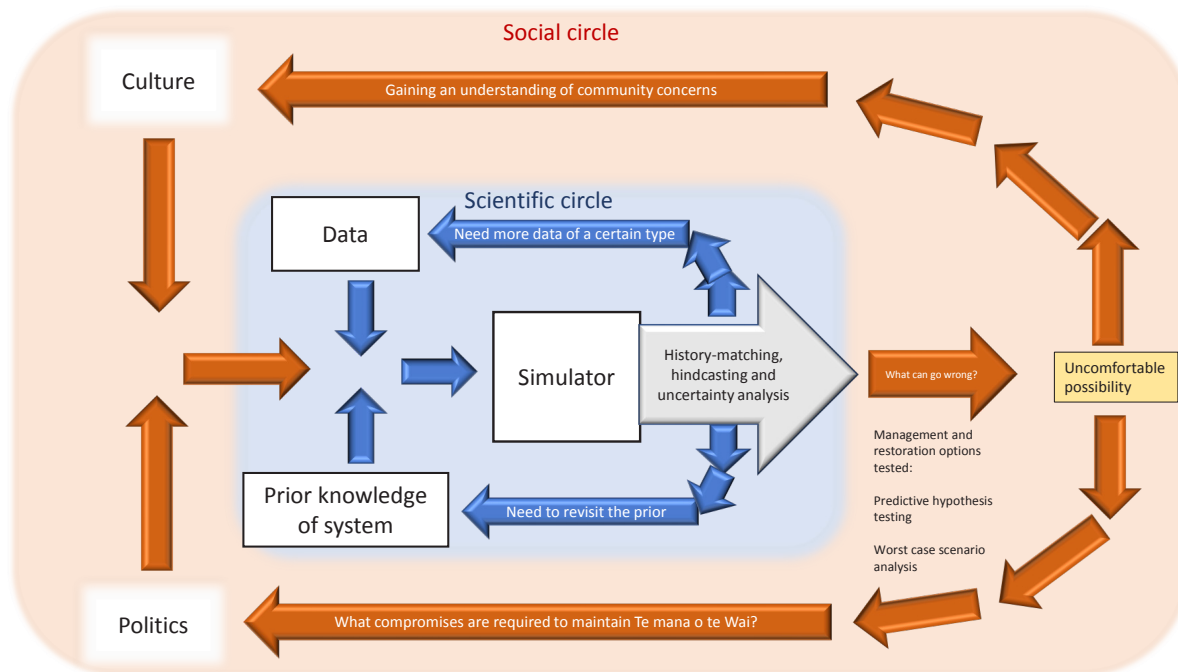 Social circle
Culture
Gaining an understanding of community concerns
Scientific circle
Data
Need more data of a certain type
Simulator
History-matching,
hindcasting and
uncertainty analysis
What can go wrong?
Uncomfortable
possibility
Management and
restoration options
tested:
Predictive hypothesis
testing
Worst case scenario
analysis
Prior knowledge
of system
Need to revisit the prior
Politics
What compromises are required to maintain Te mana o te Wai?